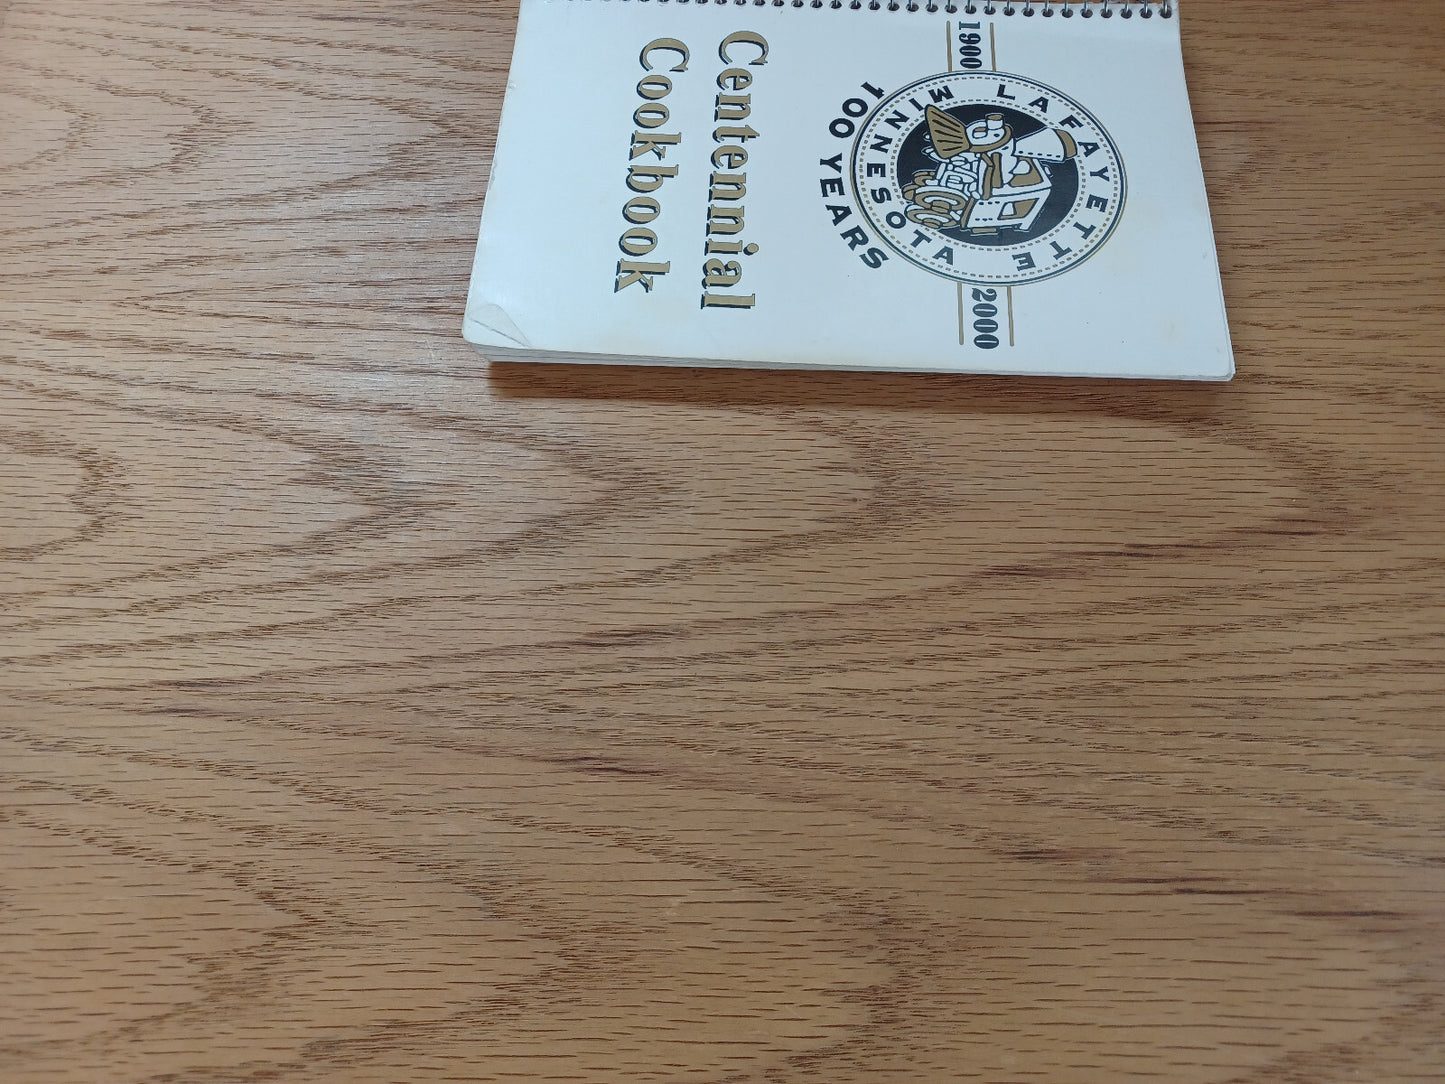 1900
LAFAYETTE
MINNESOTA
100 YEARS
2000
Centennial
Cookbook